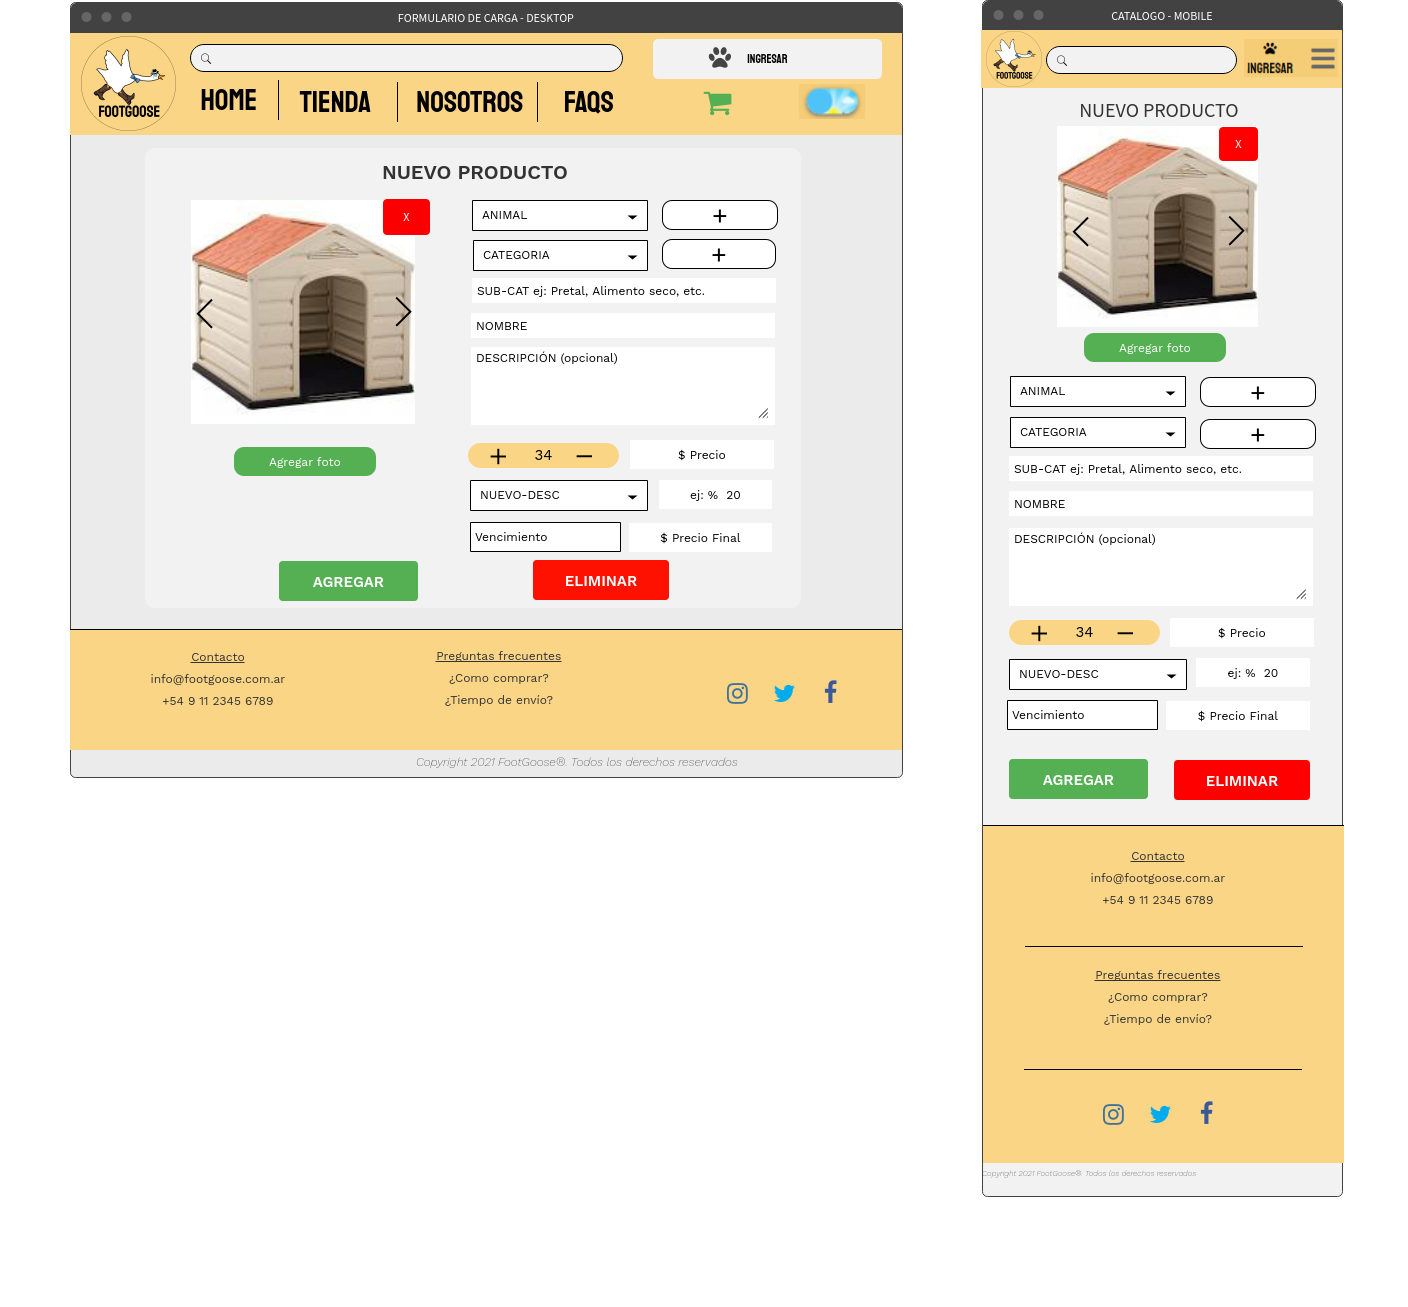 FORMULARIO DE CARGA - DESKTOP
FOOTGOOSE
INGRESAR
HOME
TIENDA
NOSOTROS
FAQS
NUEVO PRODUCTO
X
ANIMAL
+
CATEGORIA
+
SUB-CAT ej: Pretal, Alimento seco, etc.
NOMBRE
DESCRIPCIÓN (opcional)
Agregar foto
+ 34 −
$ Precio
NUEVO-DESC
ej: % 20
Vencimiento
$ Precio Final
AGREGAR
ELIMINAR
Contacto
info@footgoose.com.ar
+54 9 11 2345 6789
Preguntas frecuentes
¿Como comprar?
¿Tiempo de envío?
Copyright 2021 FootGoose®. Todos los derechos reservados
CATALOGO - MOBILE
FOOTGOOSE
INGRESAR
NUEVO PRODUCTO
X
Agregar foto
ANIMAL
+
CATEGORIA
+
SUB-CAT ej: Pretal, Alimento seco, etc.
NOMBRE
DESCRIPCIÓN (opcional)
+ 34 −
$ Precio
NUEVO-DESC
ej: % 20
Vencimiento
$ Precio Final
AGREGAR
ELIMINAR
Contacto
info@footgoose.com.ar
+54 9 11 2345 6789
Preguntas frecuentes
¿Como comprar?
¿Tiempo de envío?
Copyright 2021 FootGoose®. Todos los derechos reservados